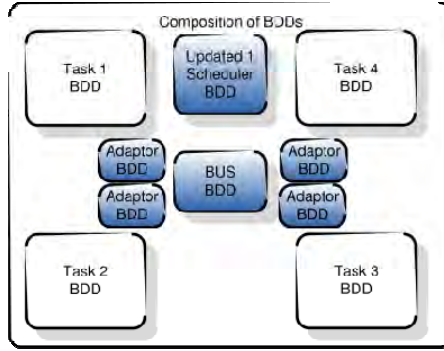 Composition of BDDs
Task 1
BDD
Updated 1
Scheduler
BDD
Task 4
BDD
Adaptor
BDD
Adaptor
BDD
BUS
BDD
Adaptor
BDD
Adaptor
BDD
Task 2
BDD
Task 3
BDD